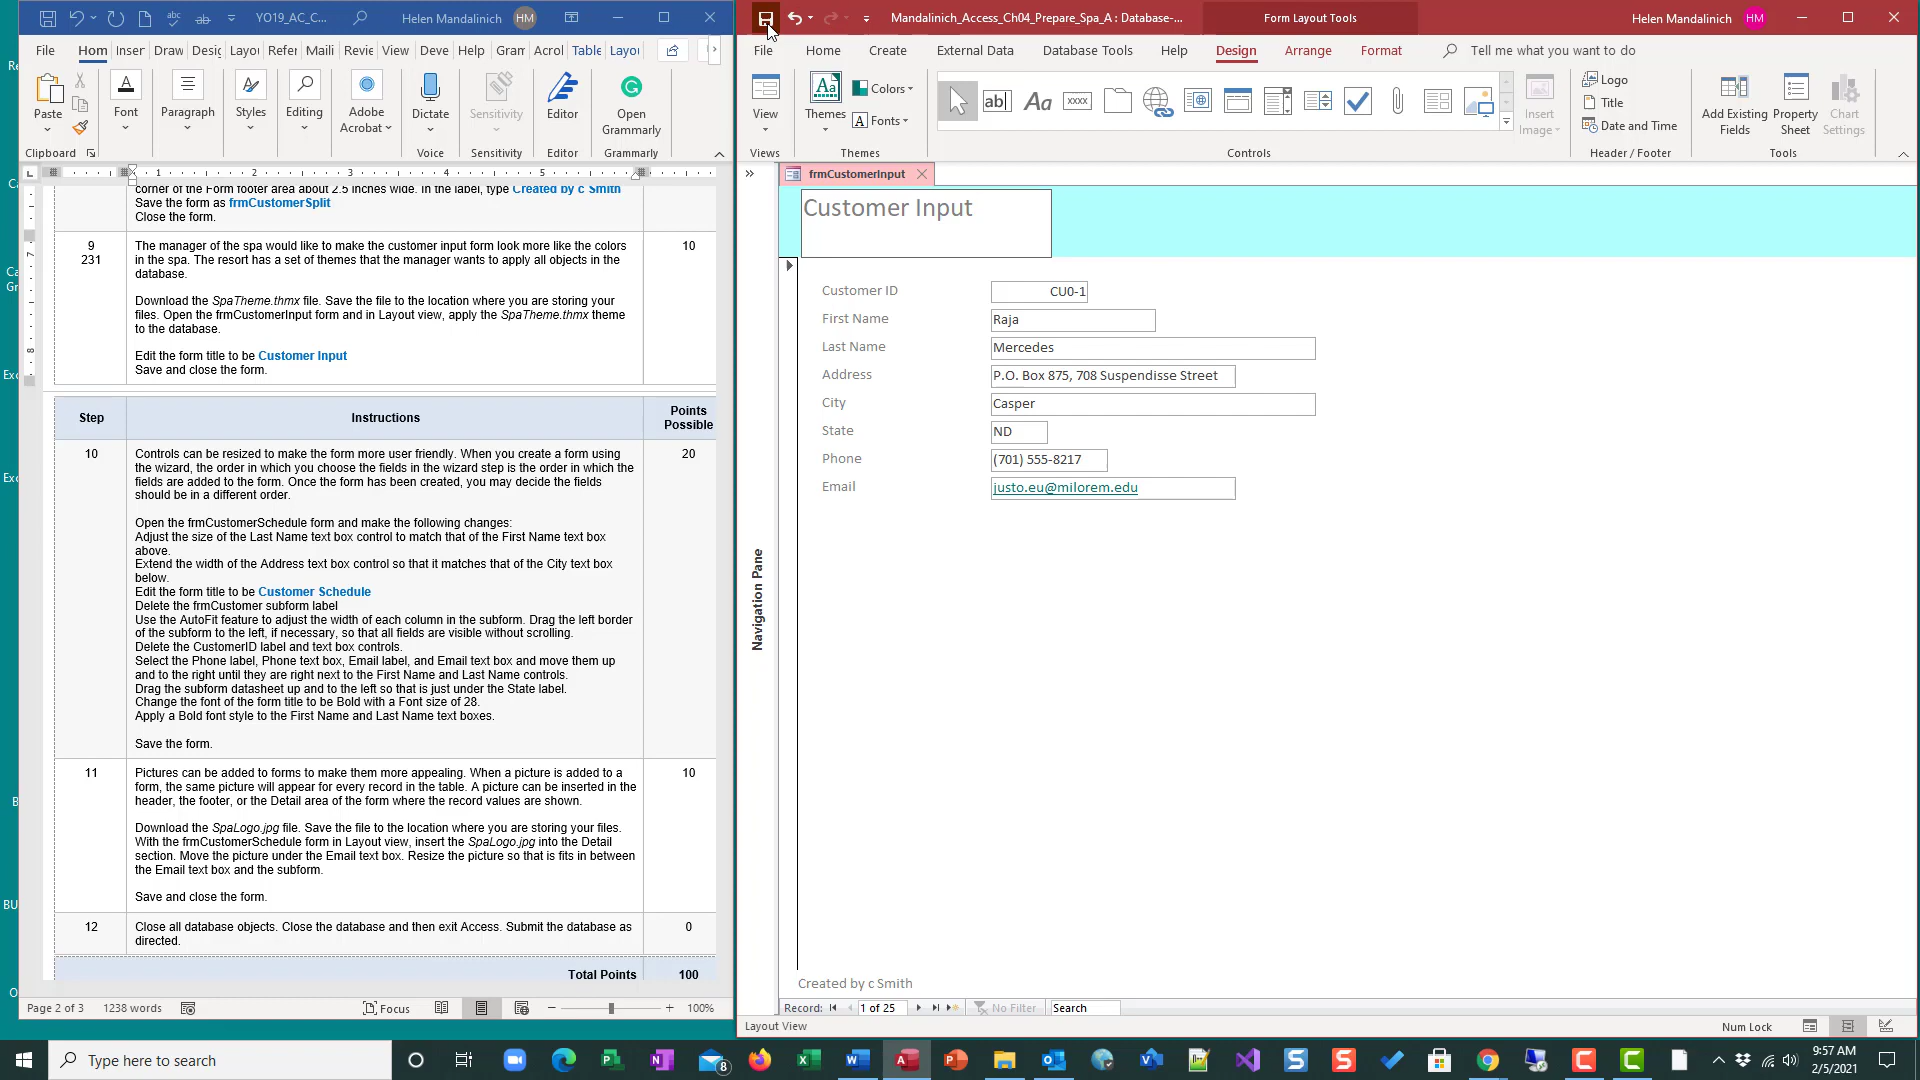 YO19_AC_C...
Helen Mandalinich
HM
File
Hom
Inser
Draw
Desig
Layou
Refer
Maili
Revie
View
Deve
Help
Gran
Acrol
Table
Layou
Paste
Font
Paragraph
Styles
Editing
Adobe
Acrobat
Dictate
Sensitivity
Editor
Open
Grammarly
Clipboard
Voice
Sensitivity
Editor
Grammarly
1 2 3 4 5
corner of the Form footer area about 2.5 inches wide. In the label, type Created by c Smith
Save the form as frmCustomerSplit
Close the form.
9
231
The manager of the spa would like to make the customer input form look more like the colors
in the spa. The resort has a set of themes that the manager wants to apply all objects in the
database.
10
Download the SpaTheme.thmx file. Save the file to the location where you are storing your
files. Open the frmCustomerInput form and in Layout view, apply the SpaTheme.thmx theme
to the database.
Edit the form title to be Customer Input
Save and close the form.
Step
Instructions
Points
Possible
10
Controls can be resized to make the form more user friendly. When you create a form using
the wizard, the order in which you choose the fields in the wizard step is the order in which the
fields are added to the form. Once the form has been created, you may decide the fields
should be in a different order.
20
Open the frmCustomerSchedule form and make the following changes:
Adjust the size of the Last Name text box control to match that of the First Name text box
above.
Extend the width of the Address text box control so that it matches that of the City text box
below.
Edit the form title to be Customer Schedule
Delete the frmCustomer subform label
Use the AutoFit feature to adjust the width of each column in the subform. Drag the left border
of the subform to the left, if necessary, so that all fields are visible without scrolling.
Delete the CustomerID label and text box controls.
Select the Phone label, Phone text box, Email label, and Email text box and move them up
and to the right until they are right next to the First Name and Last Name controls.
Drag the subform datasheet up and to the left so that is just under the State label.
Change the font of the form title to be Bold with a Font size of 28.
Apply a Bold font style to the First Name and Last Name text boxes.
Save the form.
11
Pictures can be added to forms to make them more appealing. When a picture is added to a
form, the same picture will appear for every record in the table. A picture can be inserted in the
header, the footer, or the Detail area of the form where the record values are shown.
10
Download the SpaLogo.jpg file. Save the file to the location where you are storing your files.
With the frmCustomerSchedule form in Layout view, insert the SpaLogo.jpg into the Detail
section. Move the picture under the Email text box. Resize the picture so that is fits in between
the Email text box and the subform.
Save and close the form.
12
Close all database objects. Close the database and then exit Access. Submit the database as
directed.
0
Total Points
100
Page 2 of 3
1238 words
Focus
100%
Mandalinich_Access_Ch04_Prepare_Spa_A : Database-...
Form Layout Tools
Helen Mandalinich
HM
File
Home
Create
External Data
Database Tools
Help
Design
Arrange
Format
Tell me what you want to do
View
Themes
Colors
Fonts
Aa
ab
Aa
xxxx
Insert
Image
Logo
Title
Date and Time
Add Existing
Fields
Property
Sheet
Chart
Settings
Views
Themes
Controls
Header / Footer
Tools
frmCustomerInput
Customer Input
Customer ID CU0-1
First Name Raja
Last Name Mercedes
Address P.O. Box 875, 708 Suspendisse Street
City Casper
State ND
Phone (701) 555-8217
Email justo.eu@milorem.edu
Navigation Pane
Created by c Smith
Record: 1 of 25 No Filter Search
Layout View
Num Lock
Type here to search
8
9:57 AM
2/5/2021